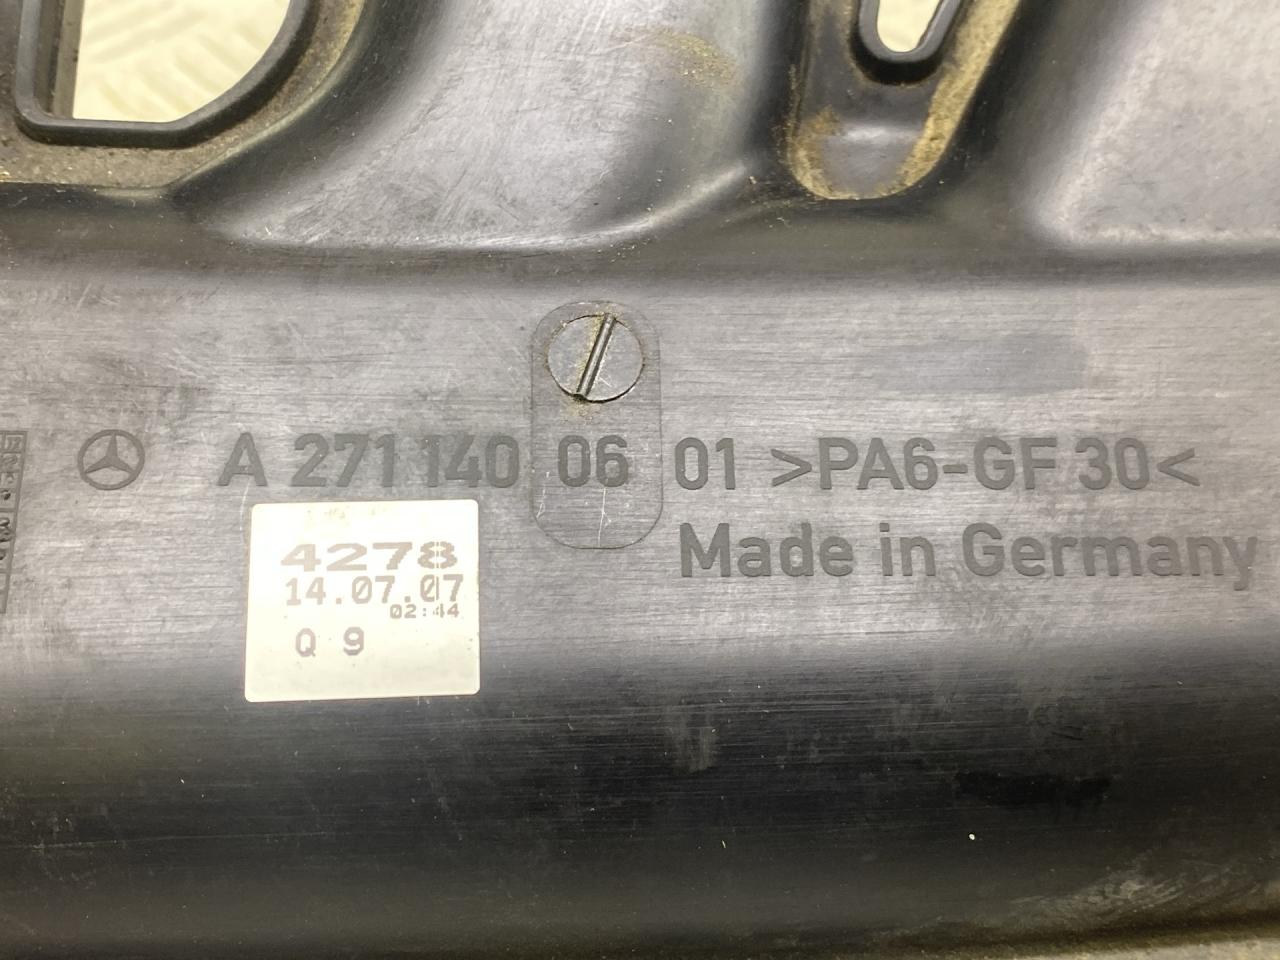 A 271 140 06 01 >PA6-GF 30<
Made in Germany
4278
14.07.07
02:44
Q 9